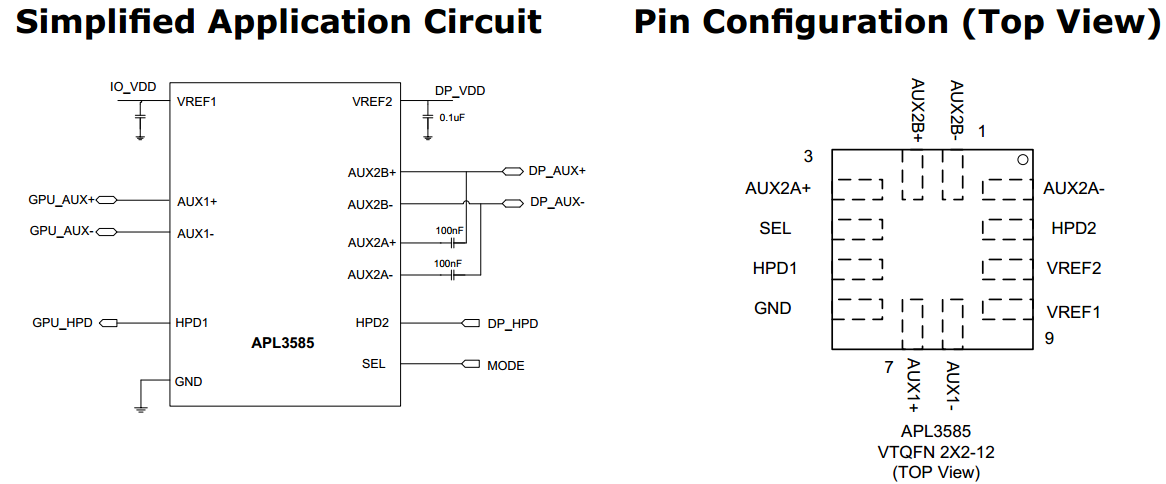 Simplified Application Circuit
IO_VDD
VREF1
VREF2
DP_VDD
0.1uF
AUX2B+
DP_AUX+
GPU_AUX+
AUX1+
AUX2B-
DP_AUX-
GPU_AUX-
AUX1-
100nF
AUX2A+
100nF
AUX2A-
GPU_HPD
HPD1
HPD2
DP_HPD
APL3585
SEL
MODE
GND
Pin Configuration (Top View)
AUX2B+
AUX2B-
1
3
AUX2A+
AUX2A-
SEL
HPD2
HPD1
VREF2
GND
VREF1
9
7
AUX1+
AUX1-
APL3585
VTQFN 2X2-12
(TOP View)